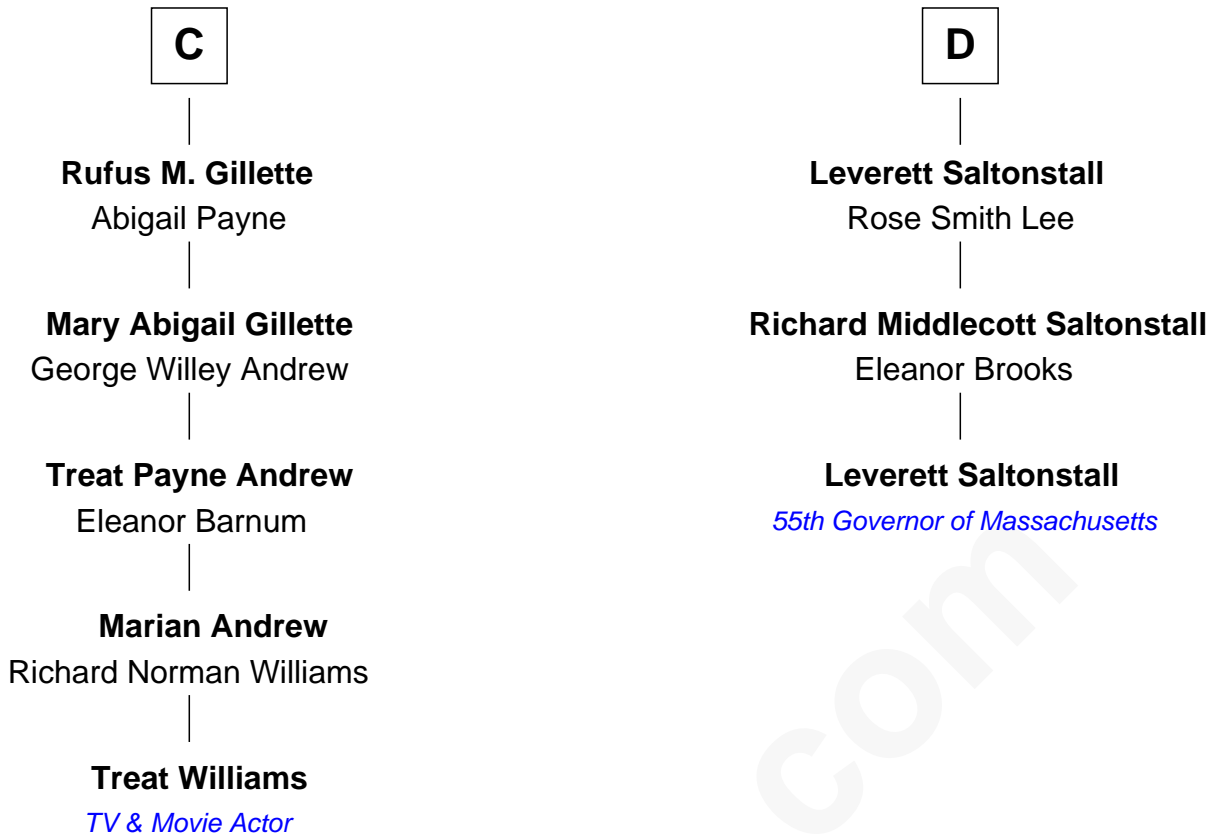 C
Rufus M. Gillette
Abigail Payne
Mary Abigail Gillette
George Willey Andrew
Treat Payne Andrew
Eleanor Barnum
Marian Andrew
Richard Norman Williams
Treat Williams
TV & Movie Actor
D
Leverett Saltonstall
Rose Smith Lee
Richard Middlecott Saltonstall
Eleanor Brooks
Leverett Saltonstall
55th Governor of Massachusetts
com